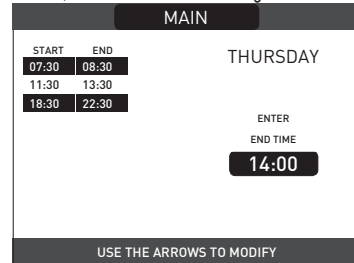 MAIN
START END
07:30 08:30
11:30 13:30
18:30 22:30
THURSDAY
ENTER
END TIME
14:00
USE THE ARROWS TO MODIFY